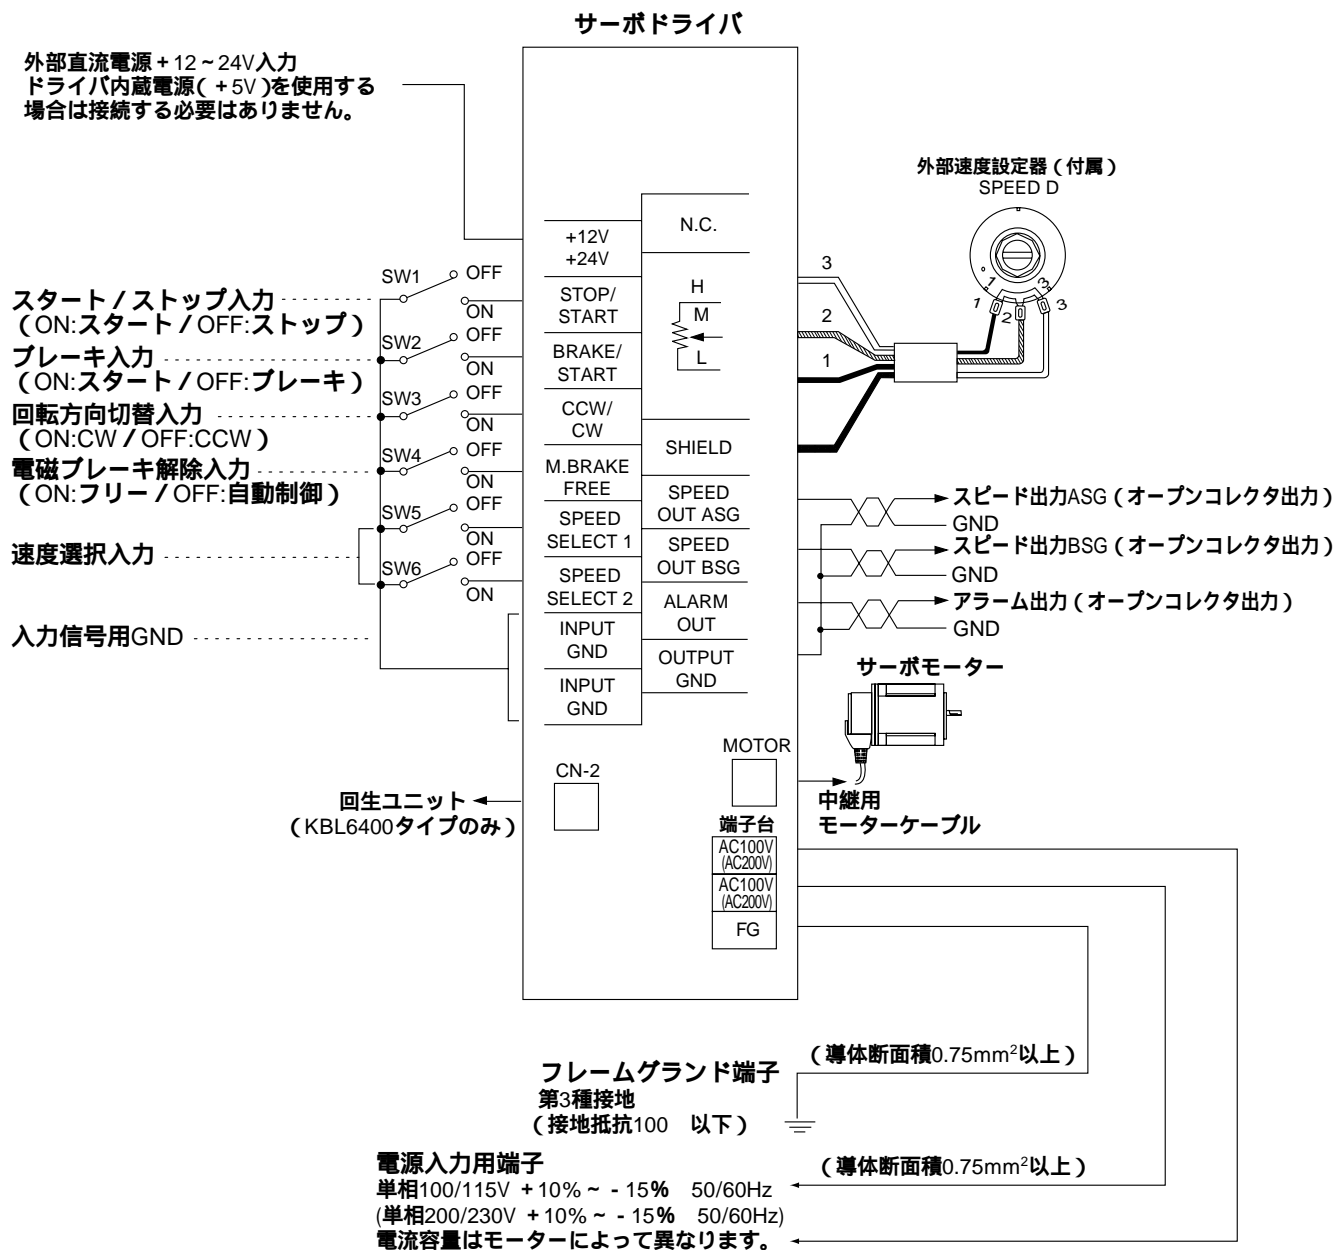 サーボドライバ
外部直流電源 + 12 ~ 24V入力
ドライバ内蔵電源( + 5V )を使用する
場合は接続する必要はありません。
外部速度設定器(付属)
SPEED D
1
3
1
2
3
N.C.
+12V
+24V
STOP/
START
BRAKE/
START
CCW/
CW
M.BRAKE
FREE
SPEED
SELECT 1
SPEED
SELECT 2
INPUT
GND
INPUT
GND
H
M
L
SHIELD
SPEED
OUT ASG
SPEED
OUT BSG
ALARM
OUT
OUTPUT
GND
3
2
1
SW1
OFF
ON
スタート / ストップ入力
(ON:スタート / OFF:ストップ)
SW2
OFF
ON
ブレーキ入力
(ON:スタート / OFF:ブレーキ)
SW3
OFF
ON
回転方向切替入力
(ON:CW / OFF:CCW)
SW4
OFF
ON
電磁ブレーキ解除入力
(ON:フリー / OFF:自動制御)
SW5
OFF
ON
速度選択入力
SW6
OFF
ON
入力信号用GND
スピード出力ASG(オープンコレクタ出力)
GND
スピード出力BSG(オープンコレクタ出力)
GND
アラーム出力(オープンコレクタ出力)
GND
サーボモーター
MOTOR
中継用
モーターケーブル
CN-2
回生ユニット
(KBL6400タイプのみ)
端子台
AC100V
(AC200V)
AC100V
(AC200V)
FG
(導体断面積0.75mm²以上)
フレームグランド端子
第3種接地
(接地抵抗100 以下)
(導体断面積0.75mm²以上)
電源入力用端子
単相100/115V + 10% ~ - 15% 50/60Hz
(単相200/230V + 10% ~ - 15% 50/60Hz)
電流容量はモーターによって異なります。